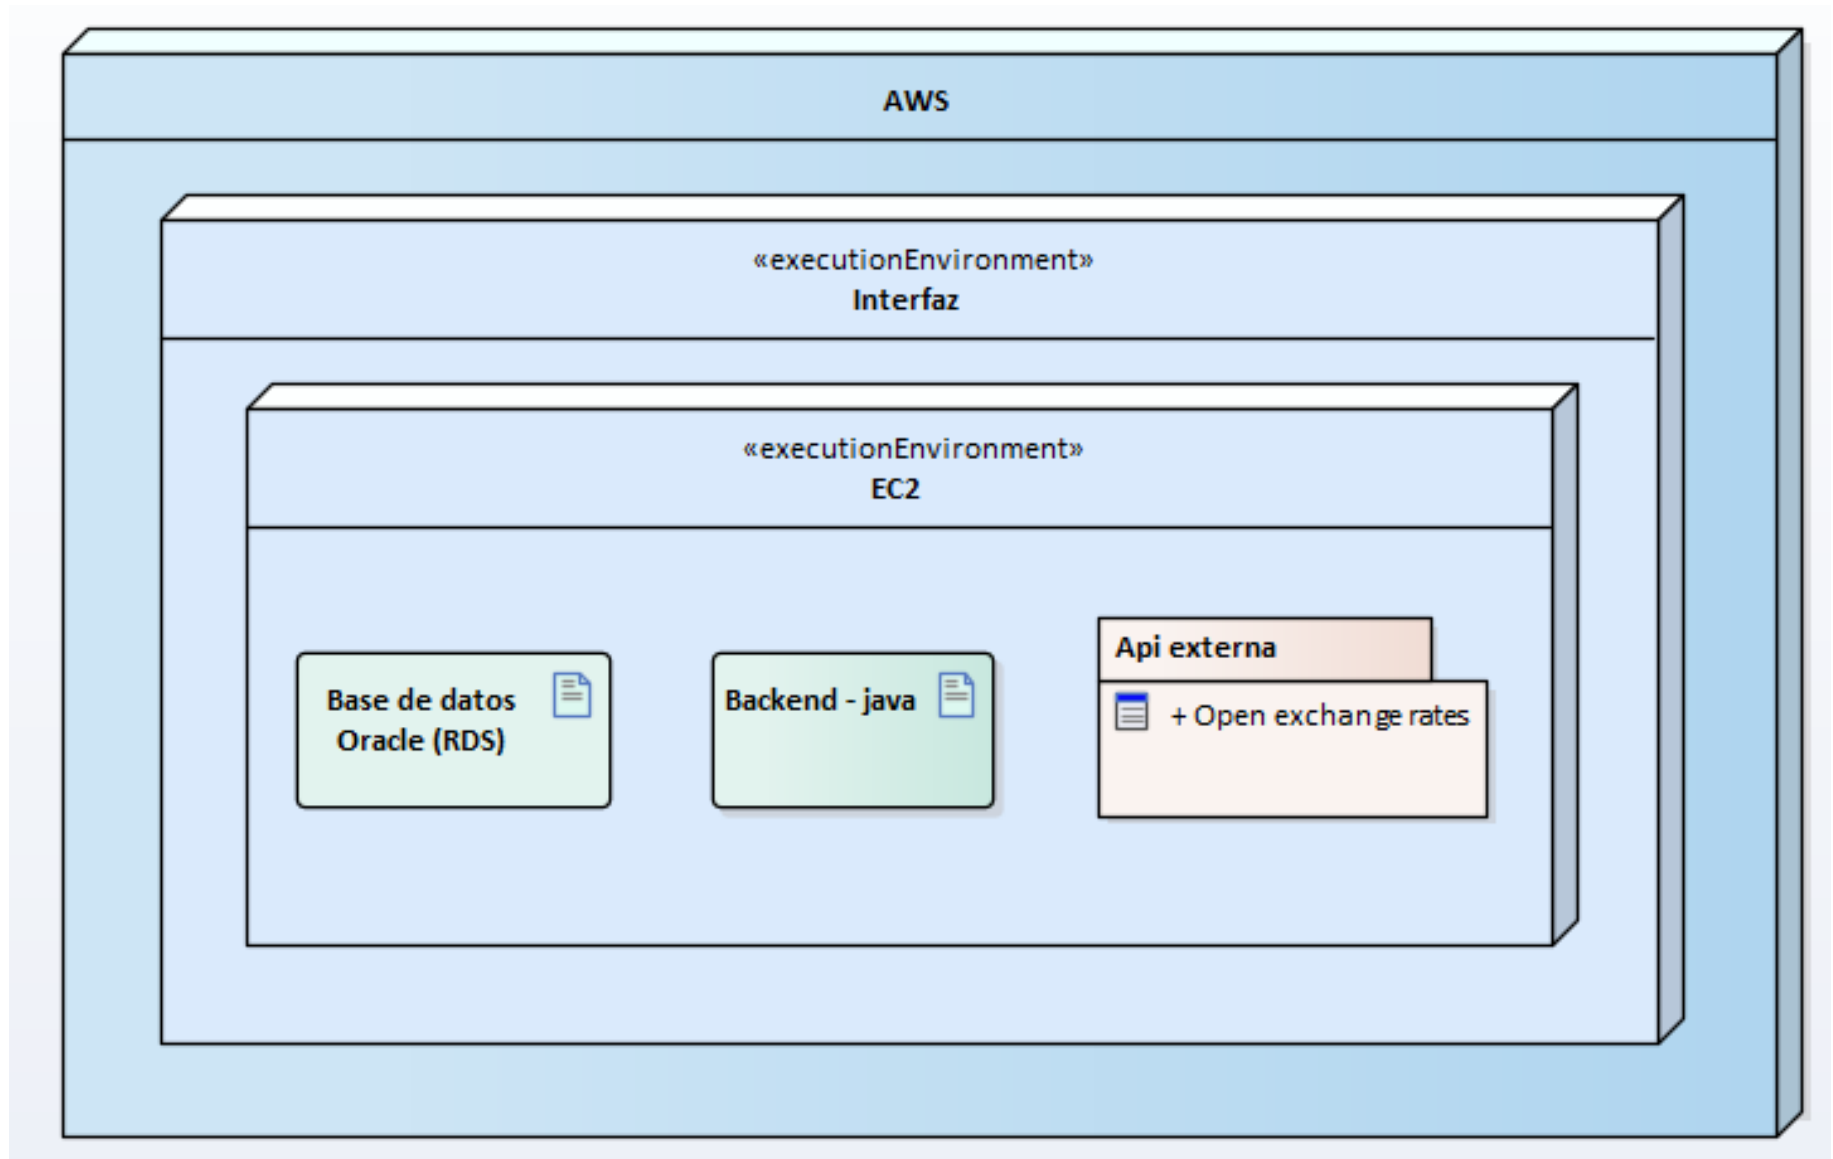 AWS
«executionEnvironment»
Interfaz
«executionEnvironment»
EC2
Base de datos
Oracle (RDS)
Backend - java
Api externa
+ Open exchange rates